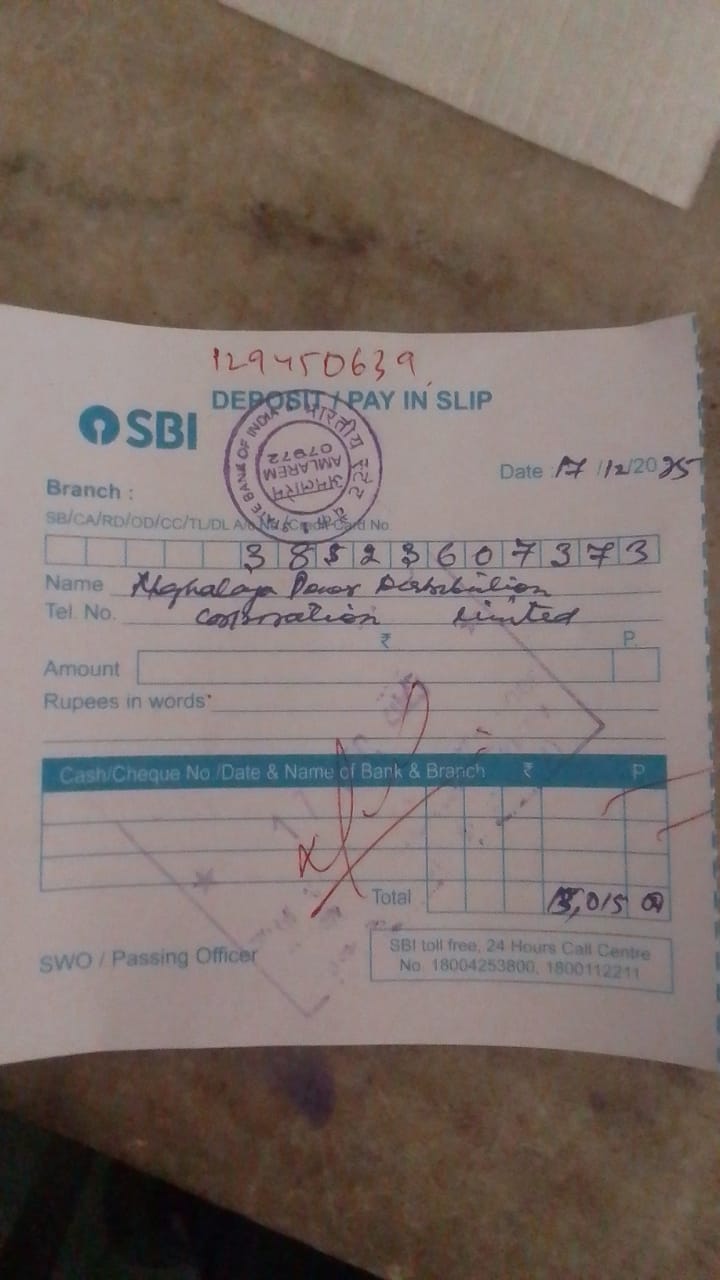 129450639
DEPOSIT / PAY IN SLIP
SBI
STATE BANK OF INDIA
भारतीय स्टेट बैंक
अमलारेम
AMLAREM
07972
Date : 17/12/2025
Branch :
SB/CA/RD/OD/CC/TL/DL A/c No./Credit Card No.
38523607373
Name Meghalaya Power Distribution
Tel. No. Corporation Limited
₹ P.
Amount
Rupees in words
Cash/Cheque No./Date & Name of Bank & Branch ₹ P
Total ,015
SWO / Passing Officer
SBI toll free, 24 Hours Call Centre
No. 18004253800, 1800112211